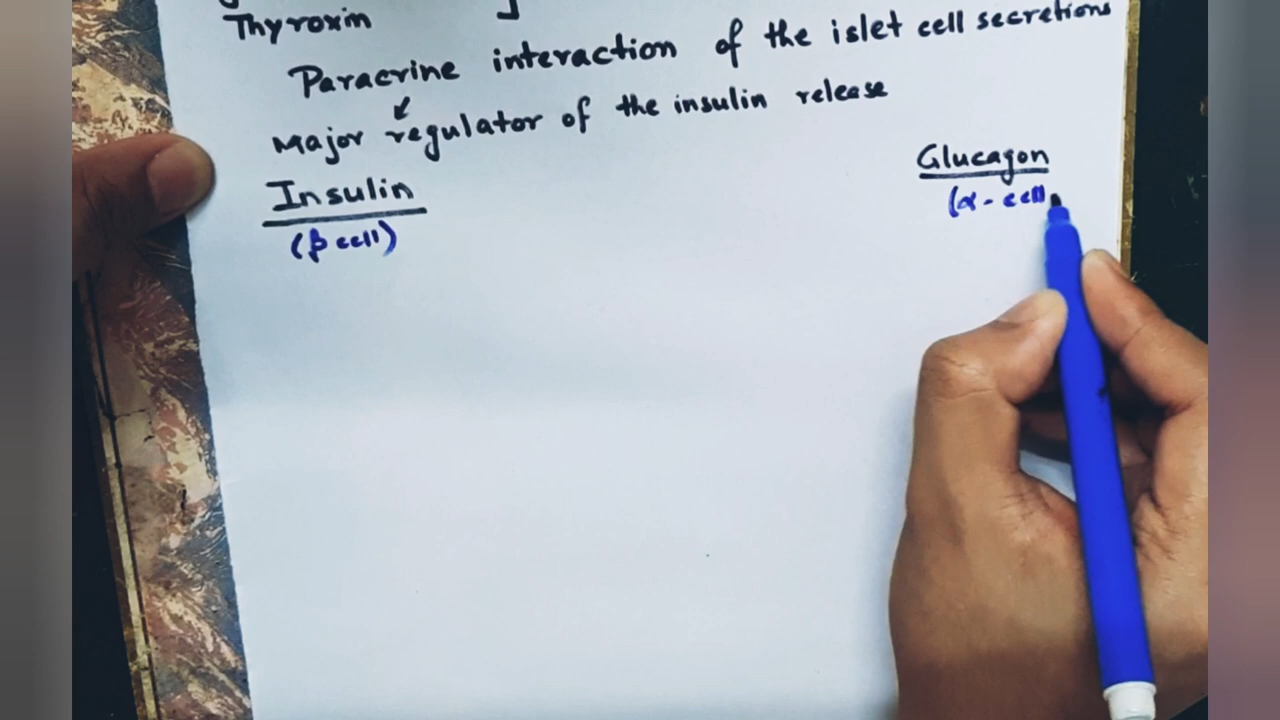 Thyroxin
Paracrine interaction of the islet cell secretions
Major regulator of the insulin release
Insulin
(β cell)
Glucagon
(α-cell